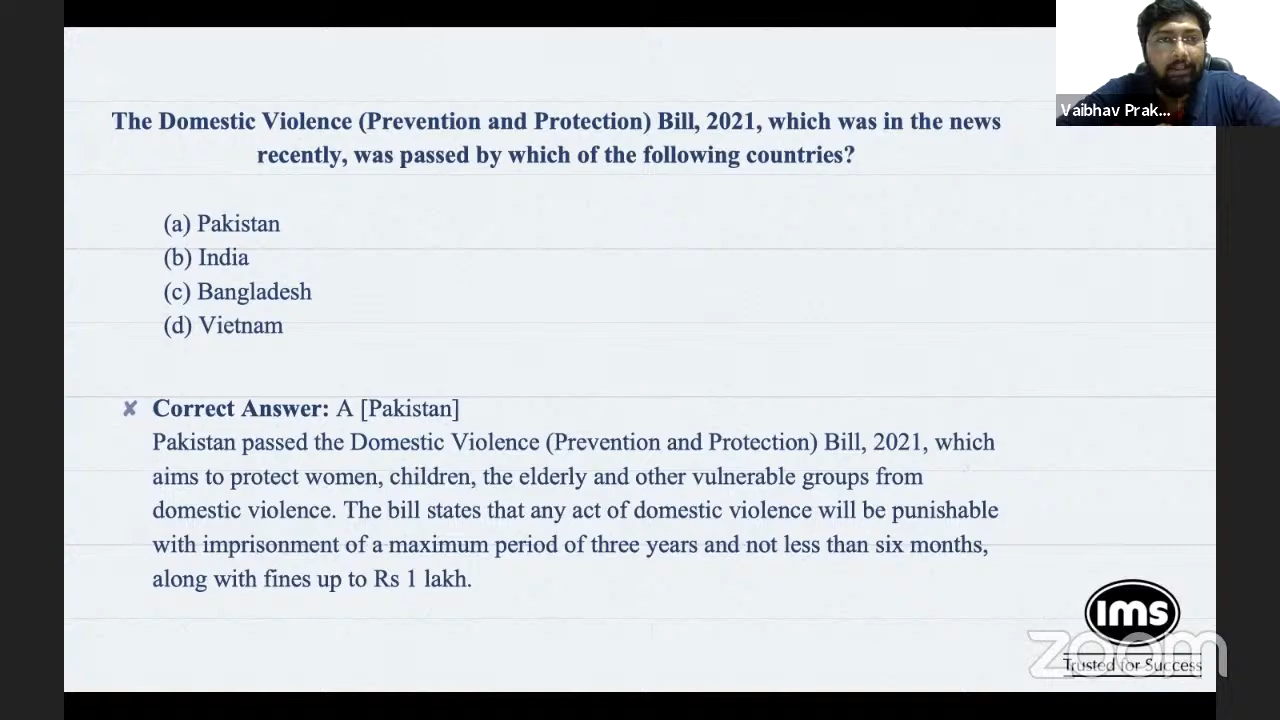 Vaibhav Prak...
The Domestic Violence (Prevention and Protection) Bill, 2021, which was in the news
recently, was passed by which of the following countries?
(a) Pakistan
(b) India
(c) Bangladesh
(d) Vietnam
✘ Correct Answer: A [Pakistan]
Pakistan passed the Domestic Violence (Prevention and Protection) Bill, 2021, which
aims to protect women, children, the elderly and other vulnerable groups from
domestic violence. The bill states that any act of domestic violence will be punishable
with imprisonment of a maximum period of three years and not less than six months,
along with fines up to Rs 1 lakh.
ims
zoom
Trusted for Success